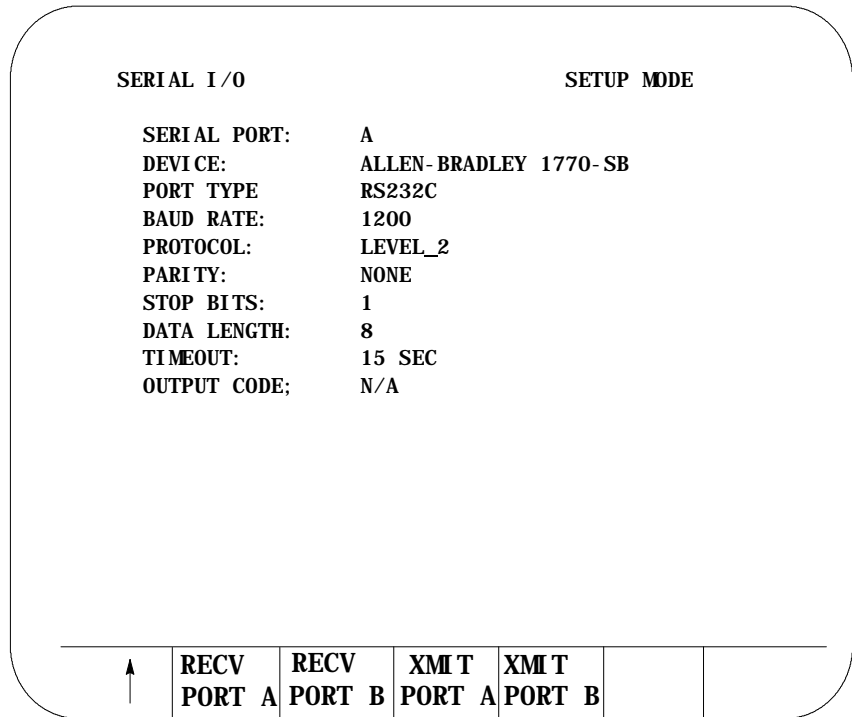 SERIAL I/O SETUP MODE
SERIAL PORT: A
DEVICE: ALLEN-BRADLEY 1770-SB
PORT TYPE RS232C
BAUD RATE: 1200
PROTOCOL: LEVEL_2
PARITY: NONE
STOP BITS: 1
DATA LENGTH: 8
TIMEOUT: 15 SEC
OUTPUT CODE; N/A
RECV RECV XMIT XMIT
PORT A PORT B PORT A PORT B